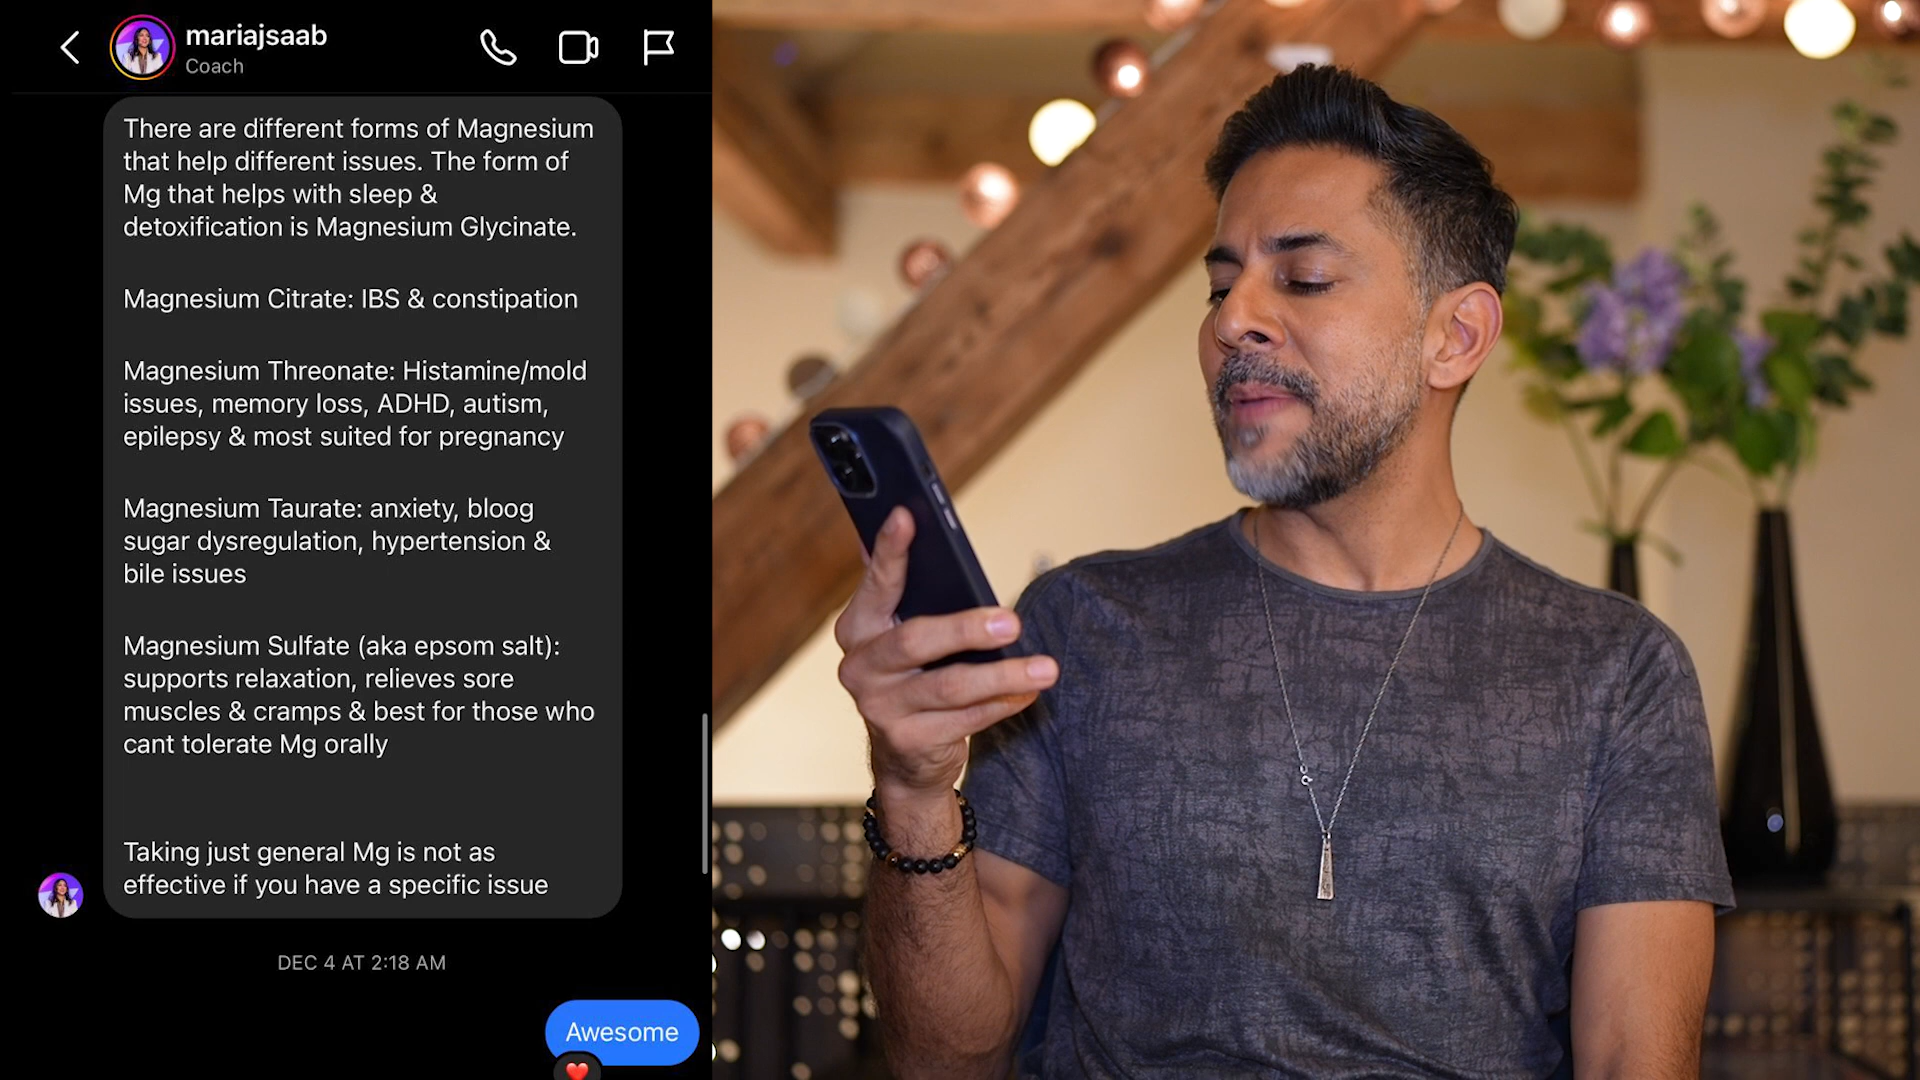 mariajsaab
Coach
There are different forms of Magnesium
that help different issues. The form of
Mg that helps with sleep &
detoxification is Magnesium Glycinate.
Magnesium Citrate: IBS & constipation
Magnesium Threonate: Histamine/mold
issues, memory loss, ADHD, autism,
epilepsy & most suited for pregnancy
Magnesium Taurate: anxiety, bloog
sugar dysregulation, hypertension &
bile issues
Magnesium Sulfate (aka epsom salt):
supports relaxation, relieves sore
muscles & cramps & best for those who
cant tolerate Mg orally
Taking just general Mg is not as
effective if you have a specific issue
DEC 4 AT 2:18 AM
Awesome